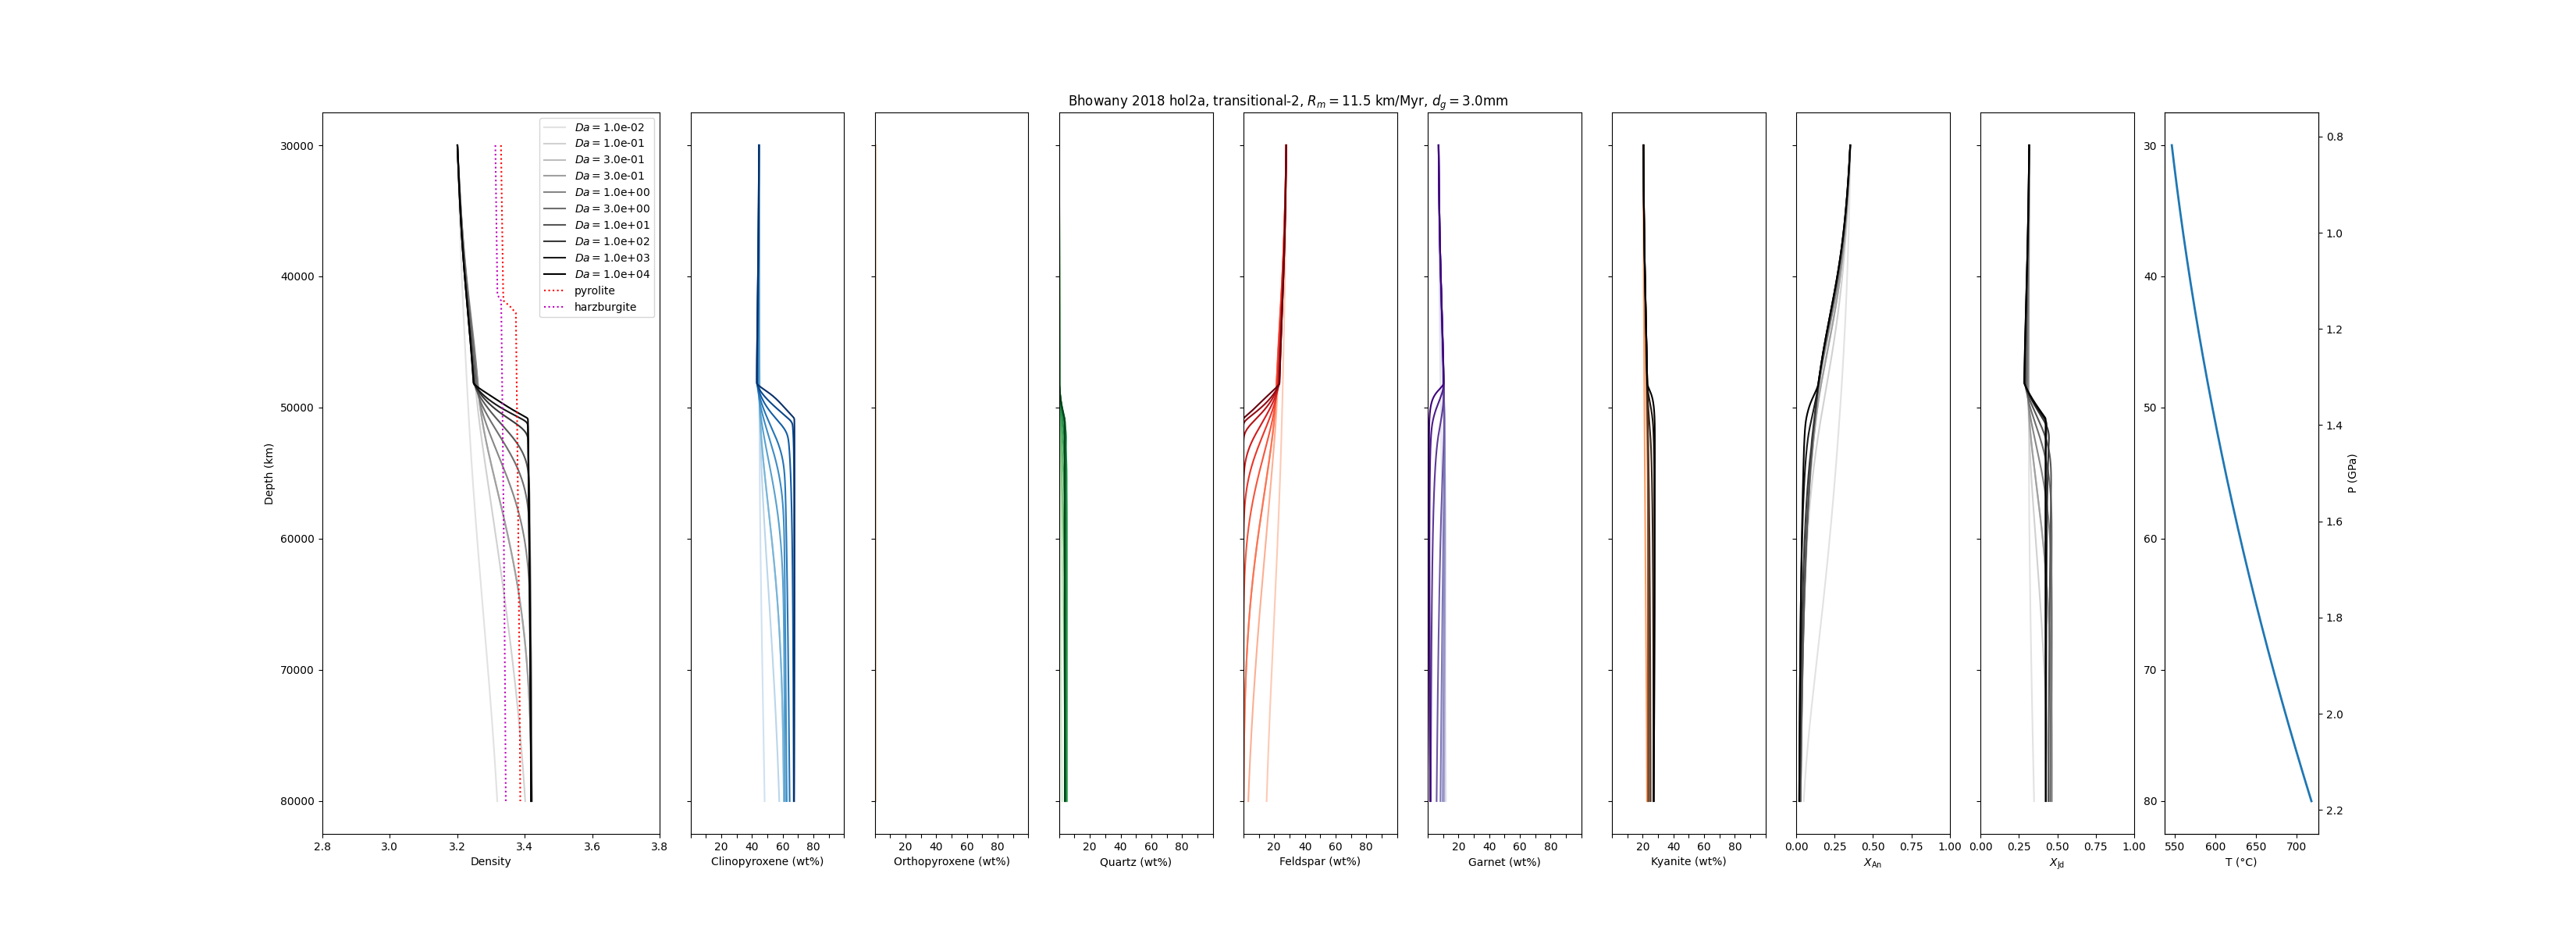 Bhowany 2018 hol2a, transitional-2, R_m = 11.5 km/Myr, d_g = 3.0mm
Da = 1.0e-02
Da = 1.0e-01
Da = 3.0e-01
Da = 3.0e-01
Da = 1.0e+00
Da = 3.0e+00
Da = 1.0e+01
Da = 1.0e+02
Da = 1.0e+03
Da = 1.0e+04
pyrolite
harzburgite
Depth (km)
30000
40000
50000
60000
70000
80000
2.8 3.0 3.2 3.4 3.6 3.8
Density
20 40 60 80
Clinopyroxene (wt%)
20 40 60 80
Orthopyroxene (wt%)
20 40 60 80
Quartz (wt%)
20 40 60 80
Feldspar (wt%)
20 40 60 80
Garnet (wt%)
20 40 60 80
Kyanite (wt%)
0.00 0.25 0.50 0.75 1.00
X_An
0.00 0.25 0.50 0.75 1.00
X_Jd
30
40
50
60
70
80
550 600 650 700
T (°C)
0.8
1.0
1.2
1.4
1.6
1.8
2.0
2.2
P (GPa)